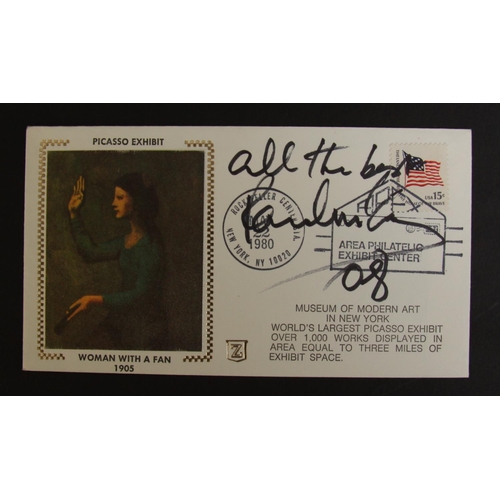 PICASSO EXHIBIT
WOMAN WITH A FAN
1905
all the best
08
ROCKEFELLER CENTER STA.
22
1980
NEW YORK, NY 10020
USA 15c
AREA PHILATELIC
EXHIBIT CENTER
Z
MUSEUM OF MODERN ART
IN NEW YORK
WORLD'S LARGEST PICASSO EXHIBIT
OVER 1,000 WORKS DISPLAYED IN
AREA EQUAL TO THREE MILES OF
EXHIBIT SPACE.